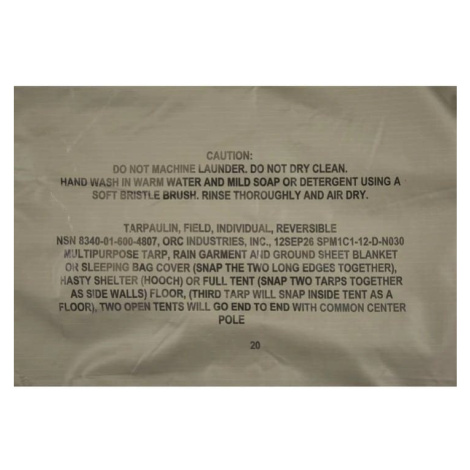 CAUTION:
DO NOT MACHINE LAUNDER. DO NOT DRY CLEAN.
HAND WASH IN WARM WATER AND MILD SOAP OR DETERGENT USING A
SOFT BRISTLE BRUSH. RINSE THOROUGHLY AND AIR DRY.
TARPAULIN, FIELD, INDIVIDUAL, REVERSIBLE
NSN 8340-01-600-4807, ORC INDUSTRIES, INC., 12SEP26 SPM1C1-12-D-N030
MULTIPURPOSE TARP, RAIN GARMENT AND GROUND SHEET BLANKET
OR SLEEPING BAG COVER (SNAP THE TWO LONG EDGES TOGETHER),
HASTY SHELTER (HOOCH) OR FULL TENT (SNAP TWO TARPS TOGETHER
AS SIDE WALLS) FLOOR, (THIRD TARP WILL SNAP INSIDE TENT AS A
FLOOR), TWO OPEN TENTS WILL GO END TO END WITH COMMON CENTER
POLE
20